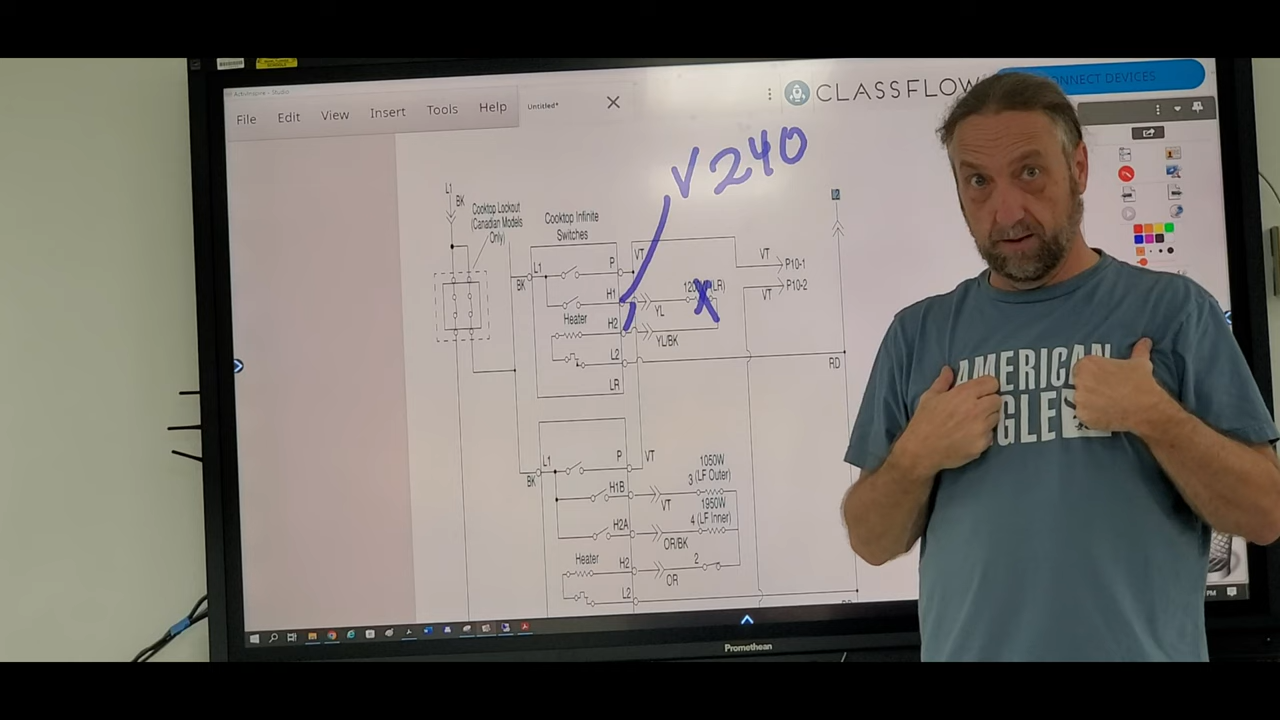 File Edit View Insert Tools Help
Untitled*
CLASSFLOW
CONNECT DEVICES
V 240
L1
BK
Cooktop Lockout
(Canadian Models
Only)
Cooktop Infinite
Switches
L1
BK
P
VT
H1
YL
Heater
H2
YL/BK
L2
LR
VT
P10-1
VT
P10-2
RD
L1
BK
P
VT
1050W
3 (LF Outer)
H1B
VT
1950W
4 (LF Inner)
H2A
OR/BK
Heater
H2
OR
2
L2
PM
Promethean
AMERICAN
GLE